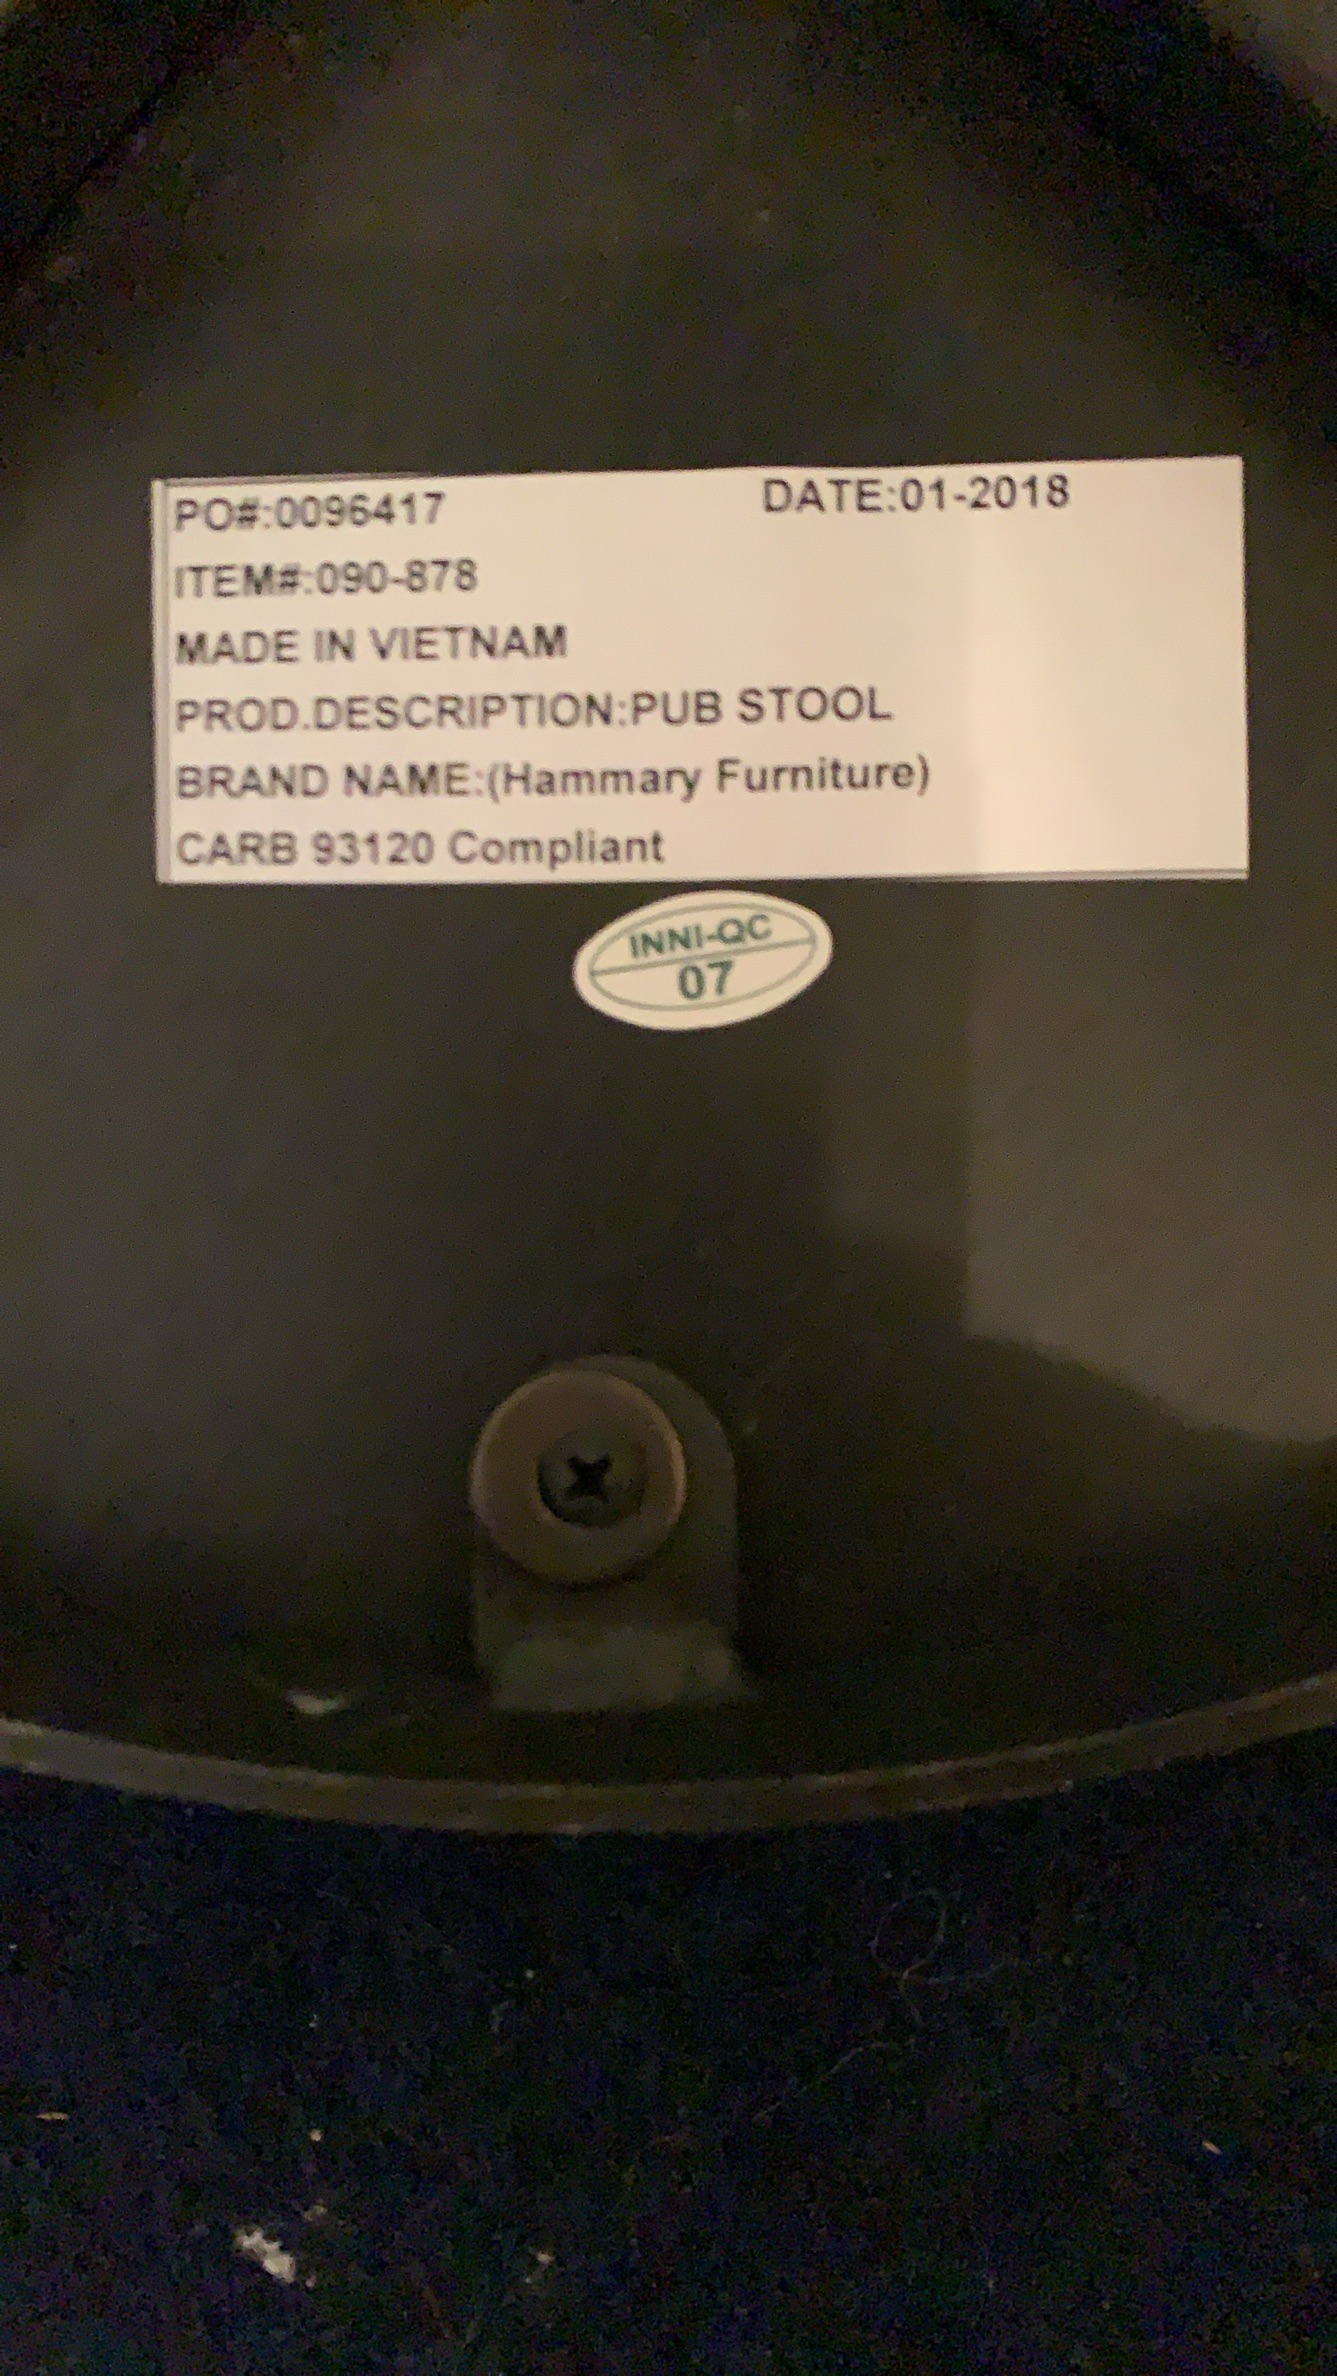 PO#:0096417 DATE:01-2018
ITEM#:090-878
MADE IN VIETNAM
PROD.DESCRIPTION:PUB STOOL
BRAND NAME:(Hammary Furniture)
CARB 93120 Compliant
INNI-QC
07